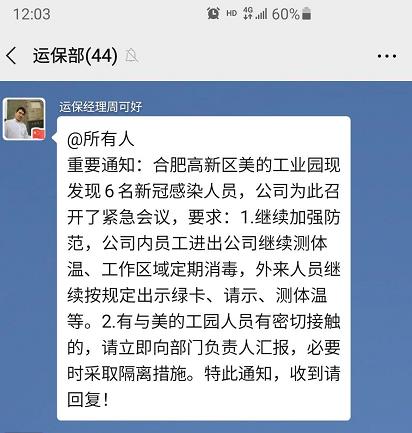 12:03 HD 4G 60%
运保部(44)
运保经理周可好
@所有人
重要通知：合肥高新区美的工业园现
发现6名新冠感染人员，公司为此召
开了紧急会议，要求：1.继续加强防
范，公司内员工进出公司继续测体
温、工作区域定期消毒，外来人员继
续按规定出示绿卡、请示、测体温
等。2.有与美的工园人员有密切接触
的，请立即向部门负责人汇报，必要
时采取隔离措施。特此通知，收到请
回复！